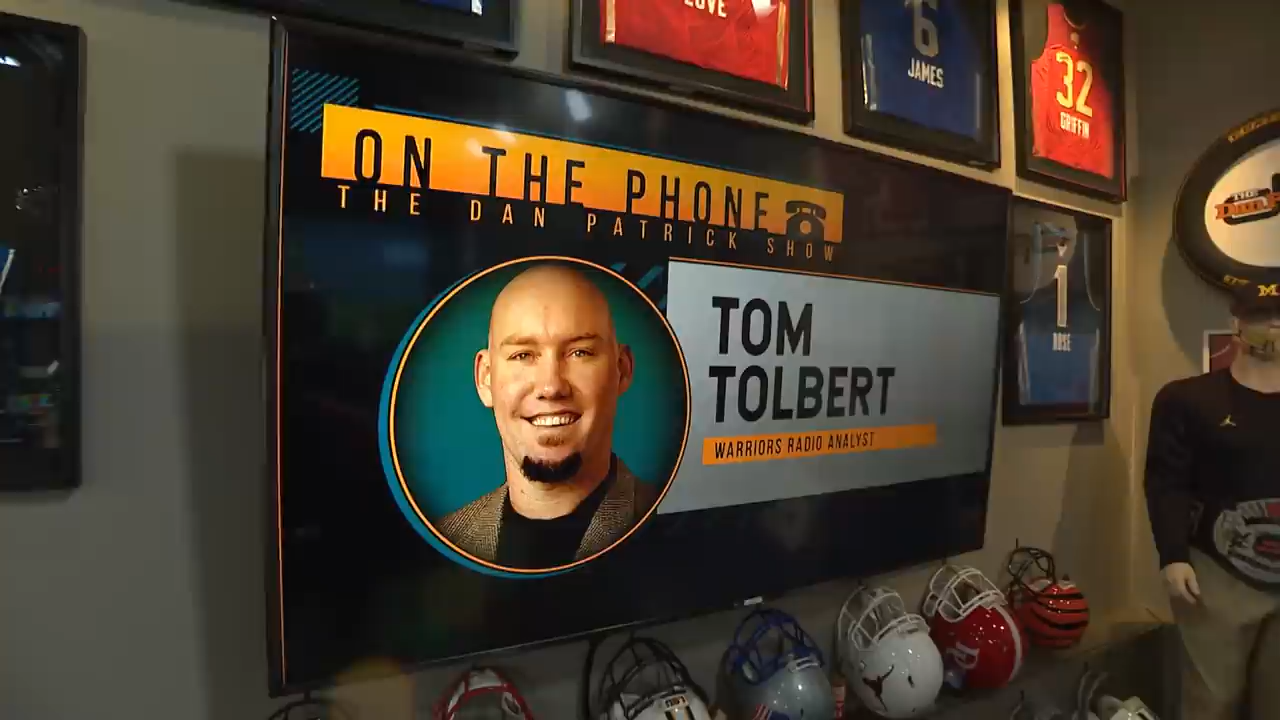 LOVE
6
JAMES
32
GRIFFIN
ON THE PHONE
THE DAN PATRICK SHOW
TOM
TOLBERT
WARRIORS RADIO ANALYST
1
ROSE
THE
M